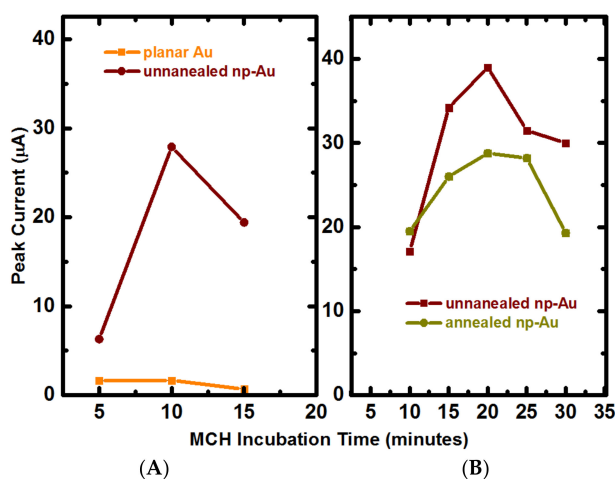 40
30
20
10
0
planar Au
unnanealed np-Au
5
10
15
20
Peak Current (μA)
40
30
20
10
0
unnanealed np-Au
annealed np-Au
5
10
15
20
25
30
35
MCH Incubation Time (minutes)
(A)
(B)